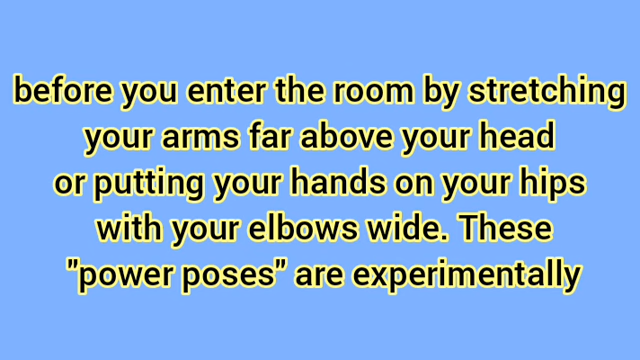 before you enter the room by stretching
your arms far above your head
or putting your hands on your hips
with your elbows wide. These
"power poses" are experimentally